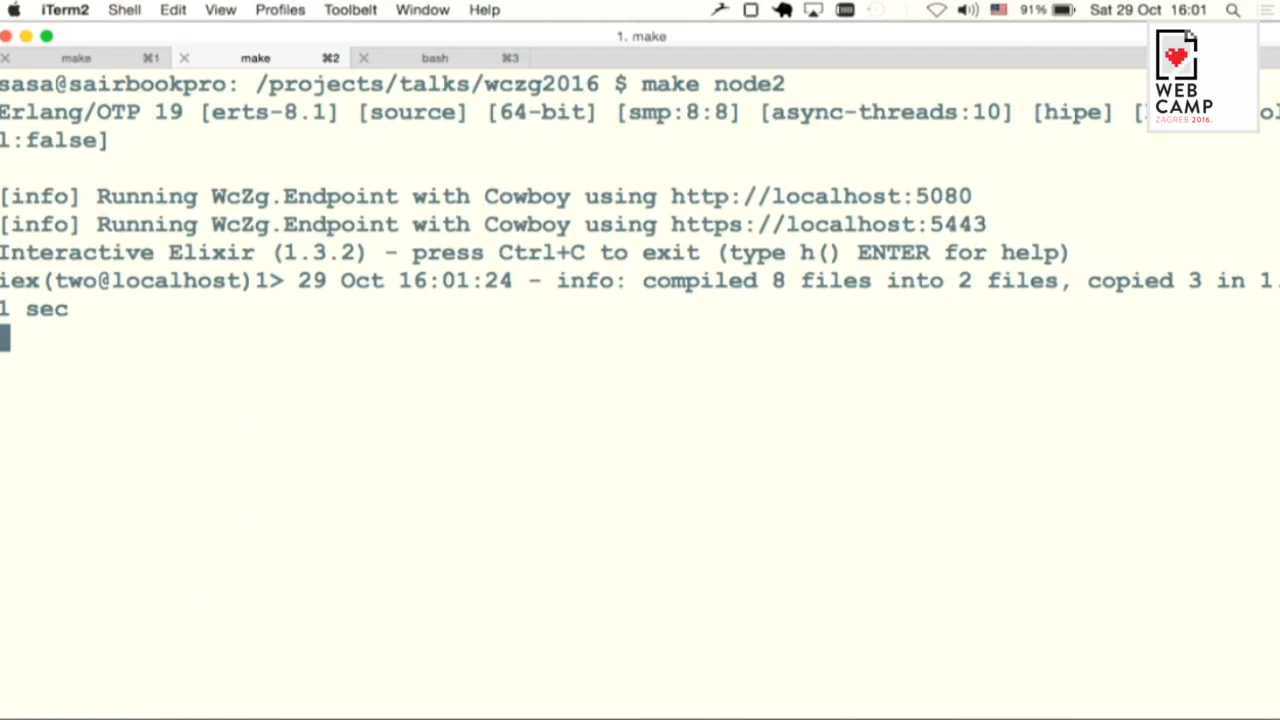 iTerm2 Shell Edit View Profiles Toolbelt Window Help 91% Sat 29 Oct 16:01
1. make
make ⌘1 make ⌘2 bash ⌘3
sasa@sairbookpro: /projects/talks/wczg2016 $ make node2
Erlang/OTP 19 [erts-8.1] [source] [64-bit] [smp:8:8] [async-threads:10] [hipe]
l:false]
[info] Running WcZg.Endpoint with Cowboy using http://localhost:5080
[info] Running WcZg.Endpoint with Cowboy using https://localhost:5443
Interactive Elixir (1.3.2) - press Ctrl+C to exit (type h() ENTER for help)
iex(two@localhost)1> 29 Oct 16:01:24 - info: compiled 8 files into 2 files, copied 3 in 1.
1 sec
WEB
CAMP
ZAGREB 2016.